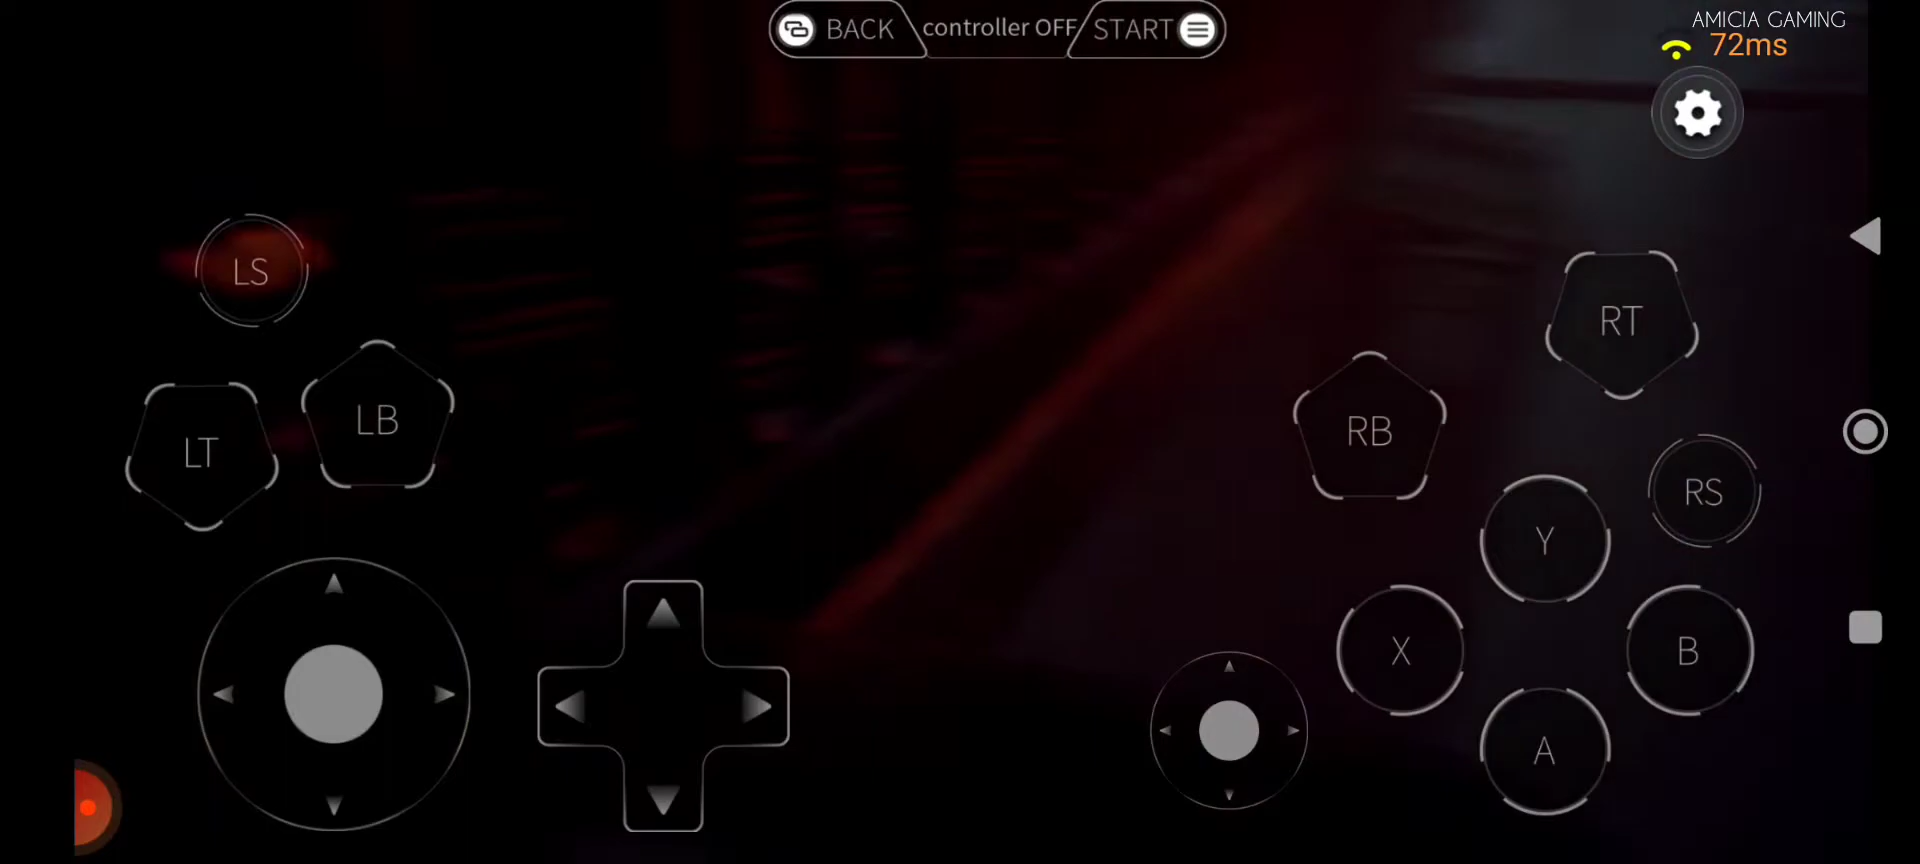 BACK controller OFF START
AMICIA GAMING
72ms
LS
RT
LB
LT
RB
RS
Y
X
B
A